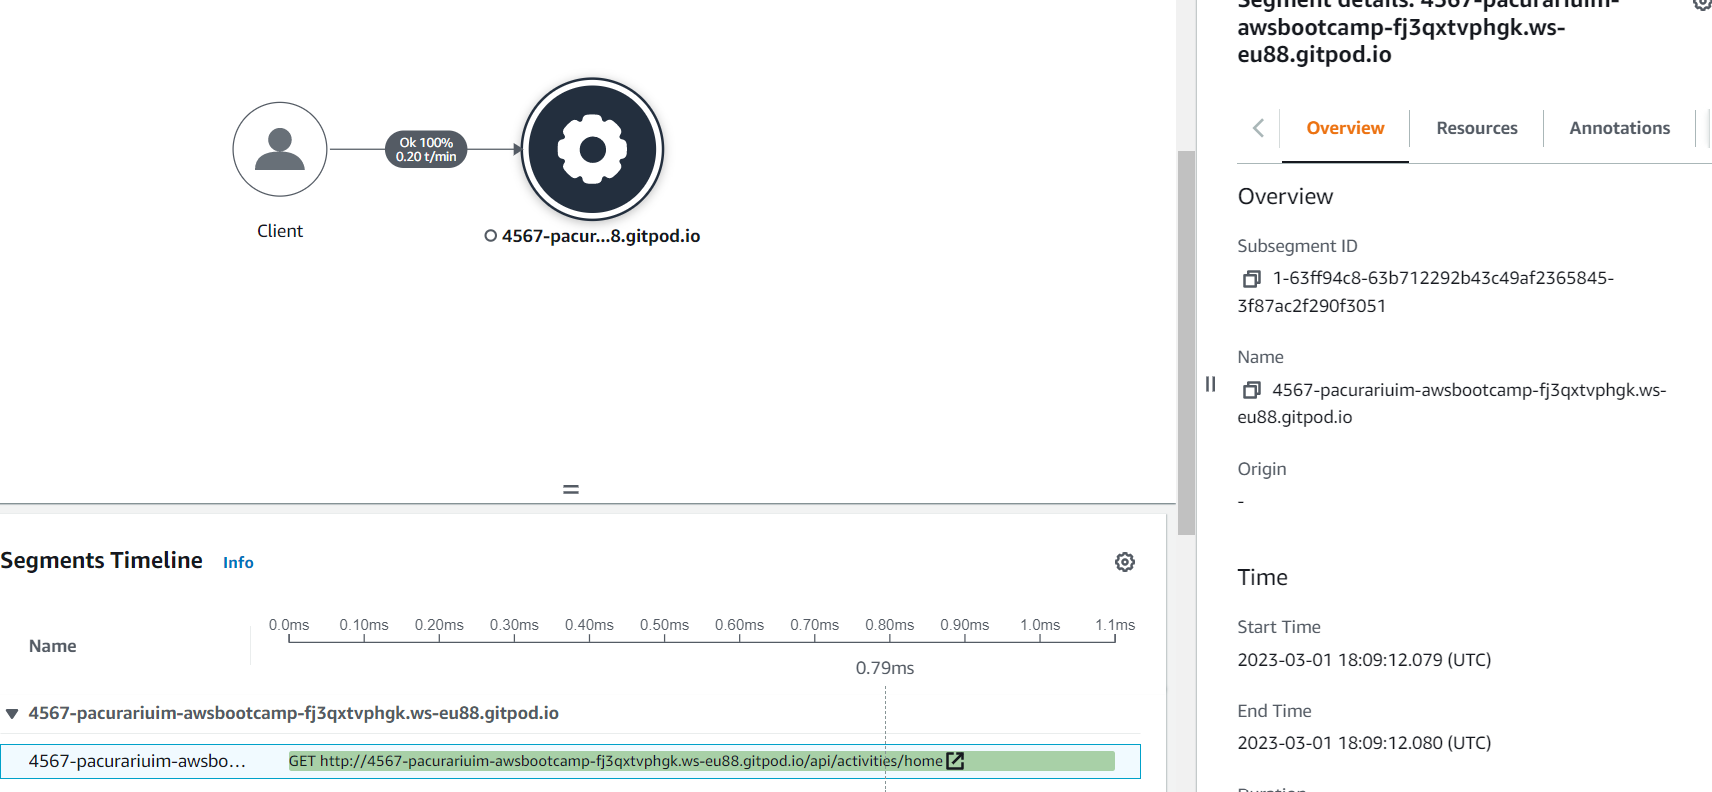 Segment details: 4567-pacurariuim-
awsbootcamp-fj3qxtvphgk.ws-
eu88.gitpod.io
Overview
Resources
Annotations
Ok 100%
0.20 t/min
Client
4567-pacur...8.gitpod.io
Overview
Subsegment ID
1-63ff94c8-63b712292b43c49af2365845-
3f87ac2f290f3051
Name
4567-pacurariuim-awsbootcamp-fj3qxtvphgk.ws-
eu88.gitpod.io
Origin
-
Time
Start Time
2023-03-01 18:09:12.079 (UTC)
End Time
2023-03-01 18:09:12.080 (UTC)
Duration
Segments Timeline Info
Name
0.0ms 0.10ms 0.20ms 0.30ms 0.40ms 0.50ms 0.60ms 0.70ms 0.80ms 0.90ms 1.0ms 1.1ms
0.79ms
4567-pacurariuim-awsbootcamp-fj3qxtvphgk.ws-eu88.gitpod.io
4567-pacurariuim-awsbo... GET http://4567-pacurariuim-awsbootcamp-fj3qxtvphgk.ws-eu88.gitpod.io/api/activities/home